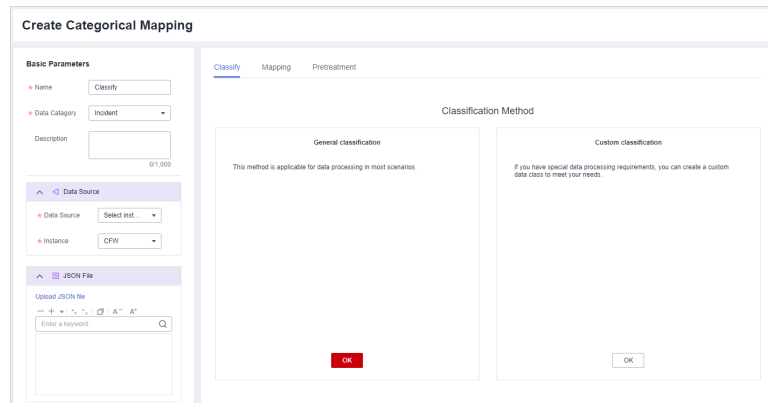 Create Categorical Mapping
Basic Parameters
* Name
Classify
* Data Catagory
Incident
Description
0/1,000
Data Source
* Data Source
Select inst...
* Instance
CFW
JSON File
Upload JSON file
A− A+
Enter a keyword.
Classify Mapping Pretreatment
Classification Method
General classification
This method is applicable for data processing in most scenarios.
OK
Custom classification
If you have special data processing requirements, you can create a custom
data class to meet your needs.
OK